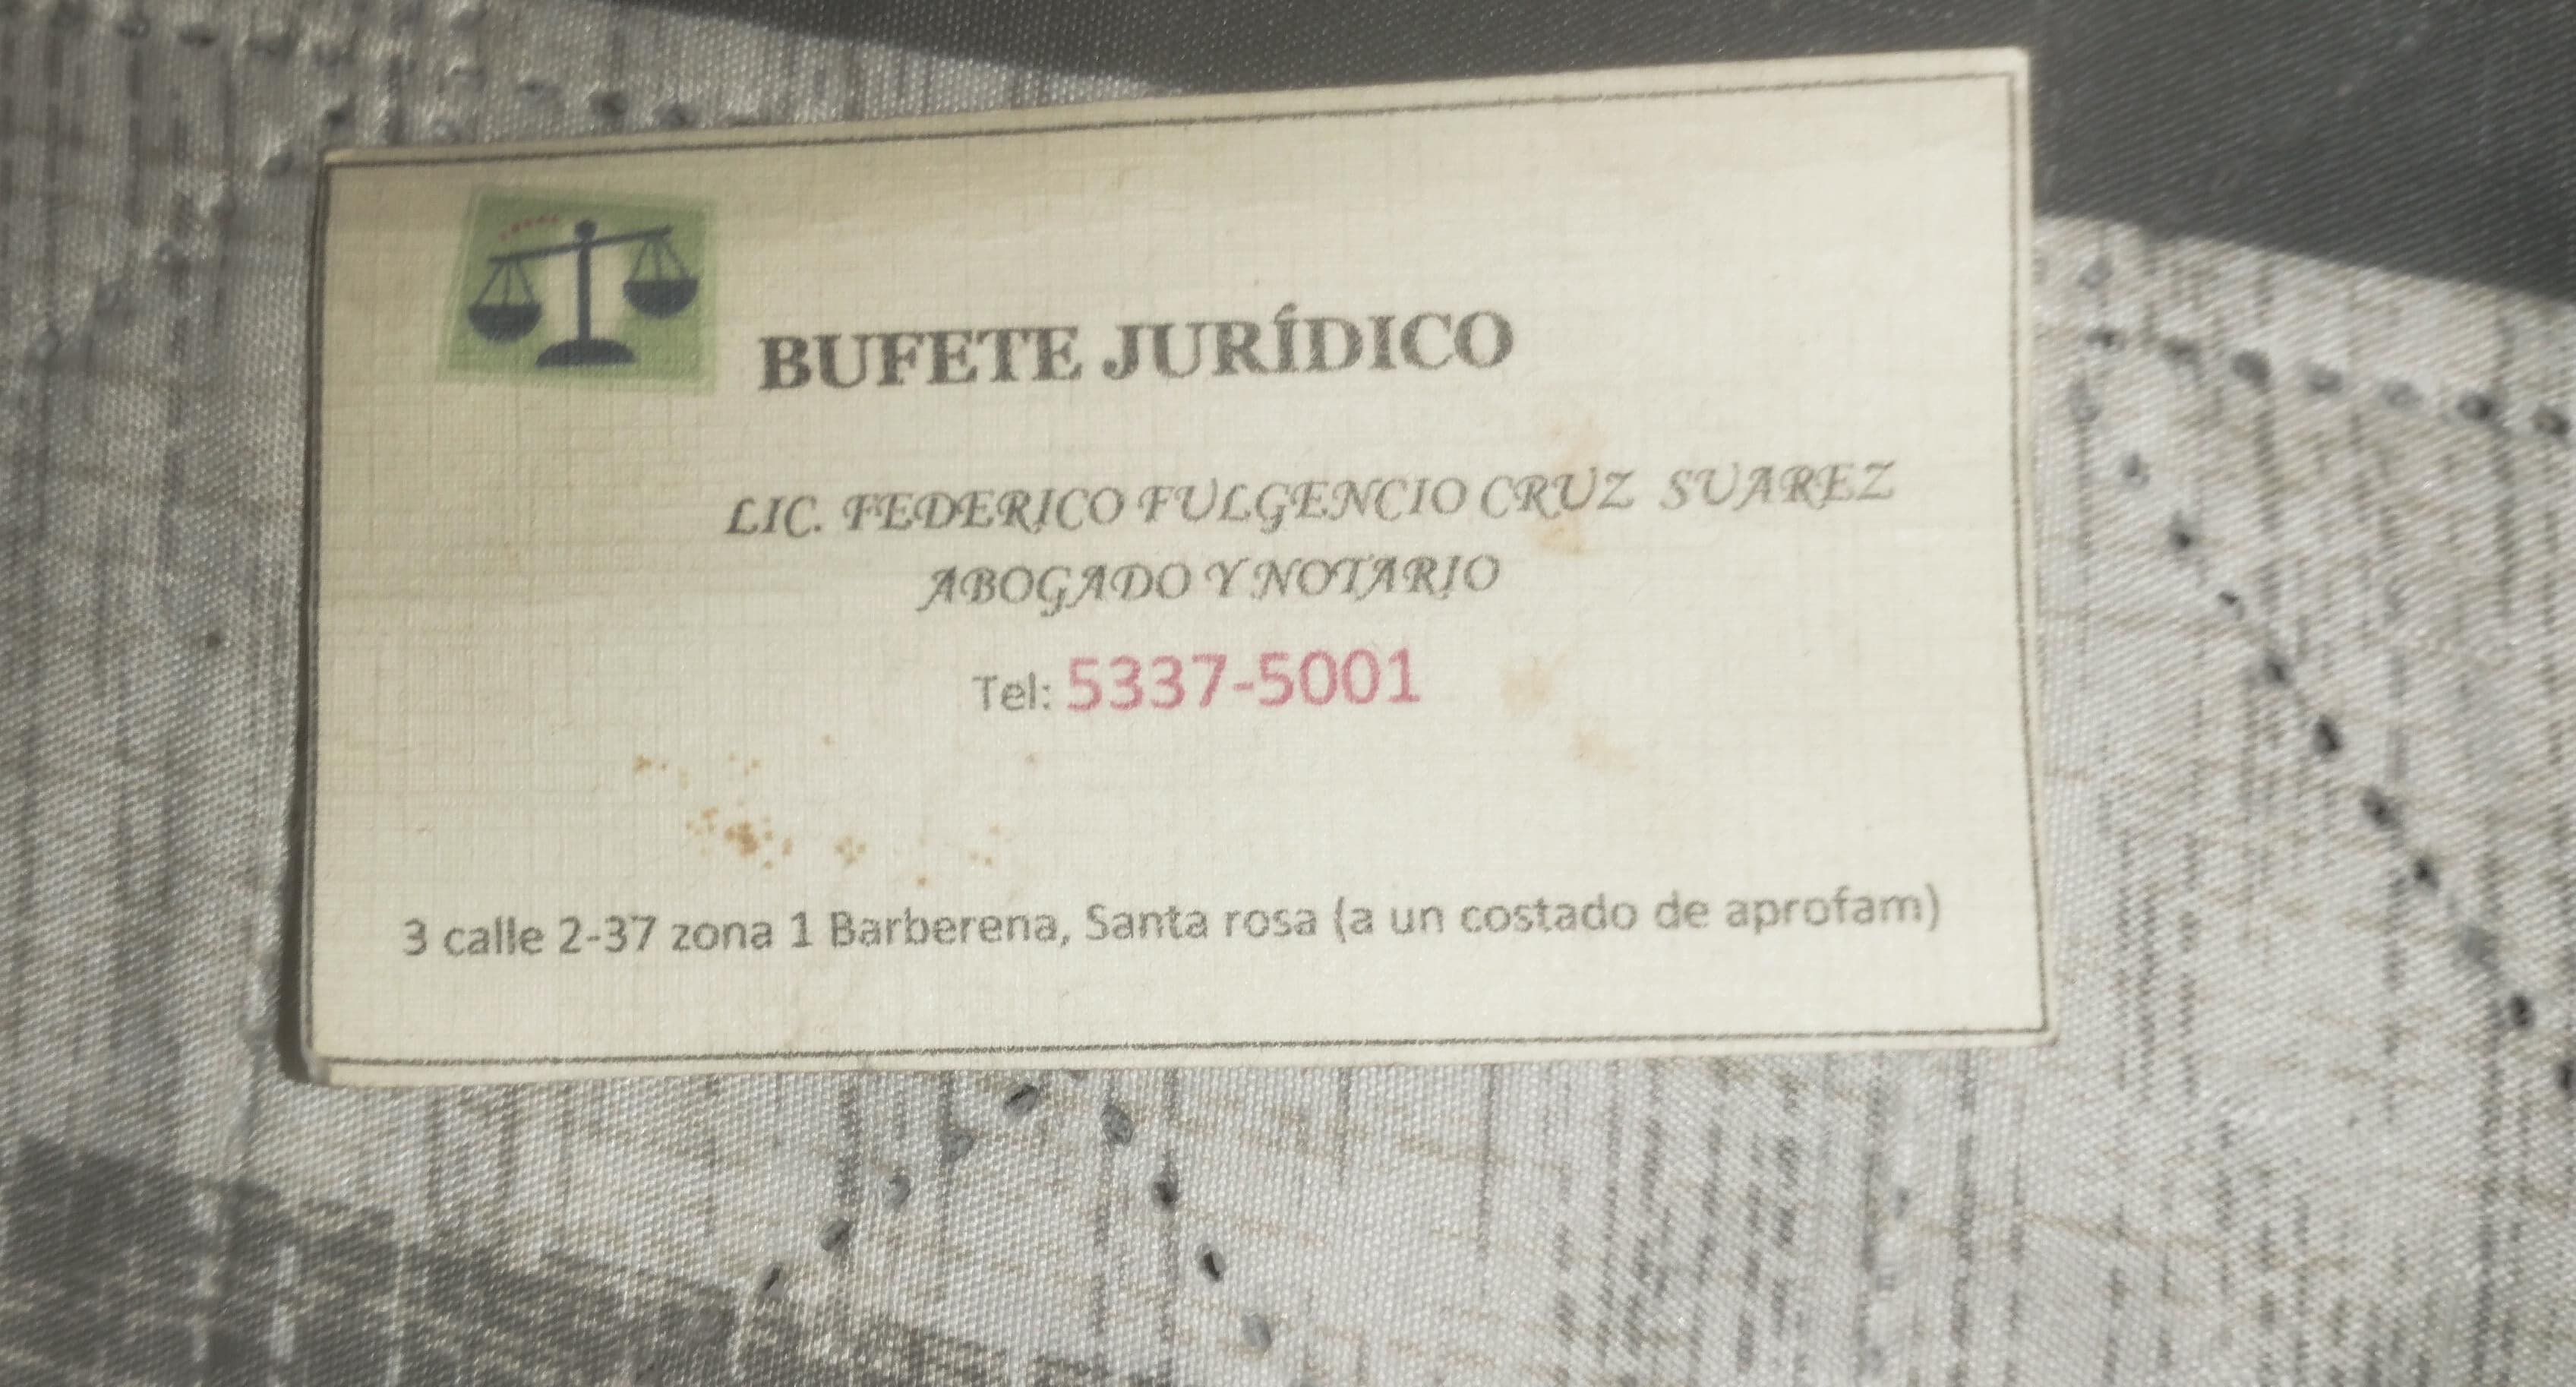 BUFETE JURÍDICO
LIC. FEDERICO FULGENCIO CRUZ SUAREZ
ABOGADO Y NOTARIO
Tel: 5337-5001
3 calle 2-37 zona 1 Barberena, Santa rosa (a un costado de aprofam)